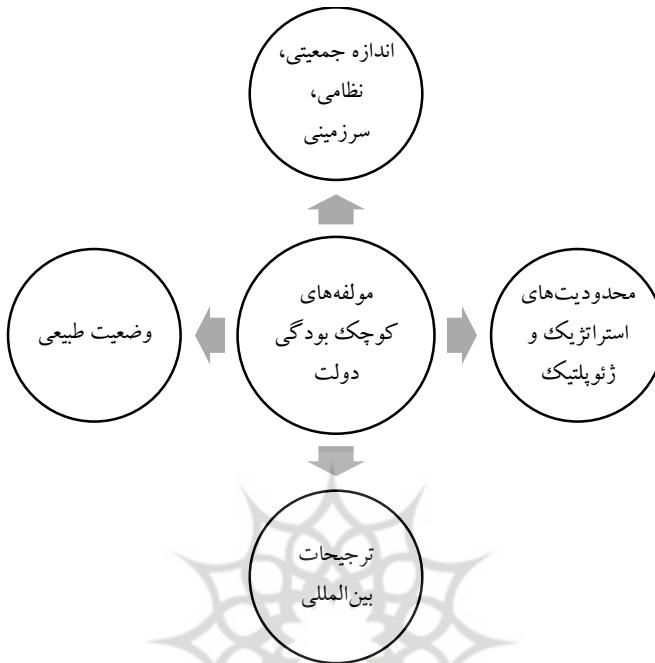 اندازه جمعیتی،
نظامی،
سرزمینی
محدودیت‌های
استراتژیک و
ژئوپلتیک
مولفه‌های
کوچک بودگی
دولت
وضعیت طبیعی
ترجیحات
بین‌المللی